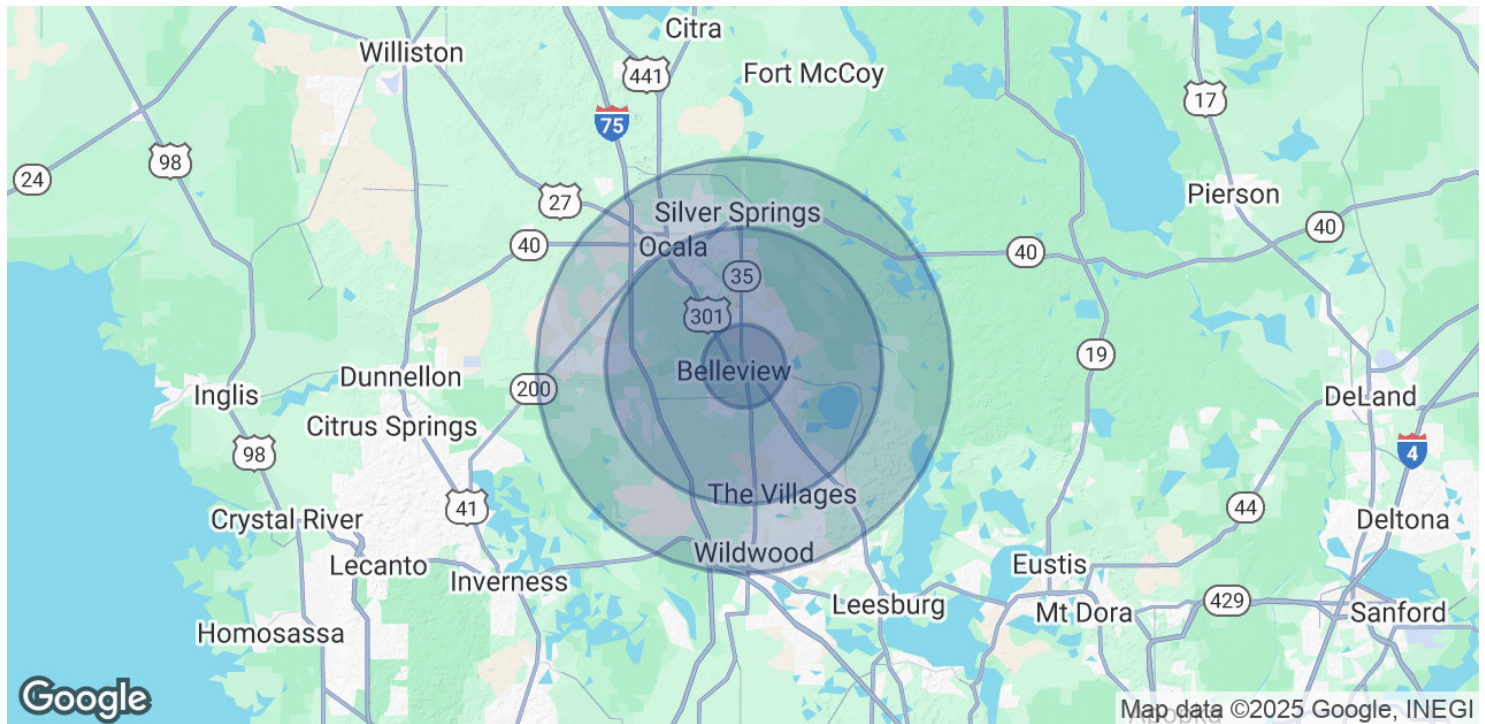 Citra
Williston
441
Fort McCoy
17
75
98
24
27
Silver Springs
Pierson
40
Ocala
40
40
35
301
19
Belleview
Dunnellon
200
Inglis
DeLand
Citrus Springs
98
4
The Villages
41
44
Crystal River
Deltona
Wildwood
Lecanto
Eustis
Inverness
429
Leesburg
Mt Dora
Sanford
Homosassa
Google
Map data ©2025 Google, INEGI